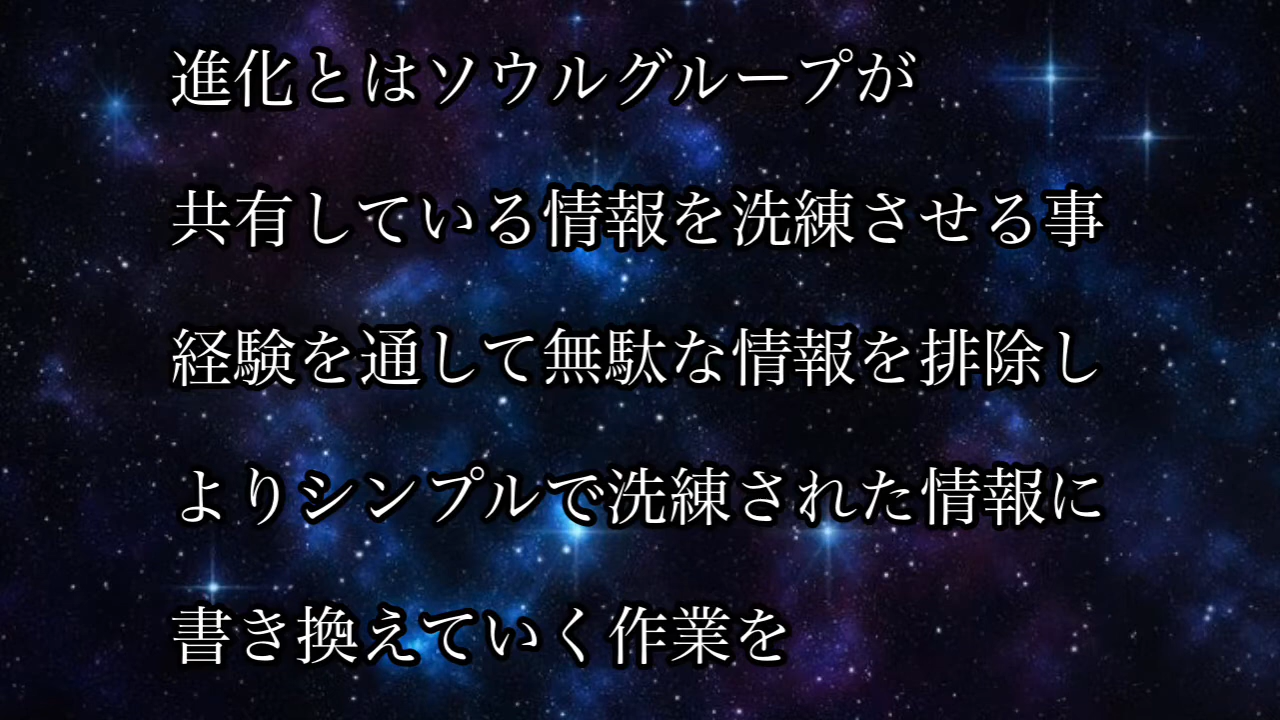 進化とはソウルグループが
共有している情報を洗練させる事
経験を通して無駄な情報を排除し
よりシンプルで洗練された情報に
書き換えていく作業を